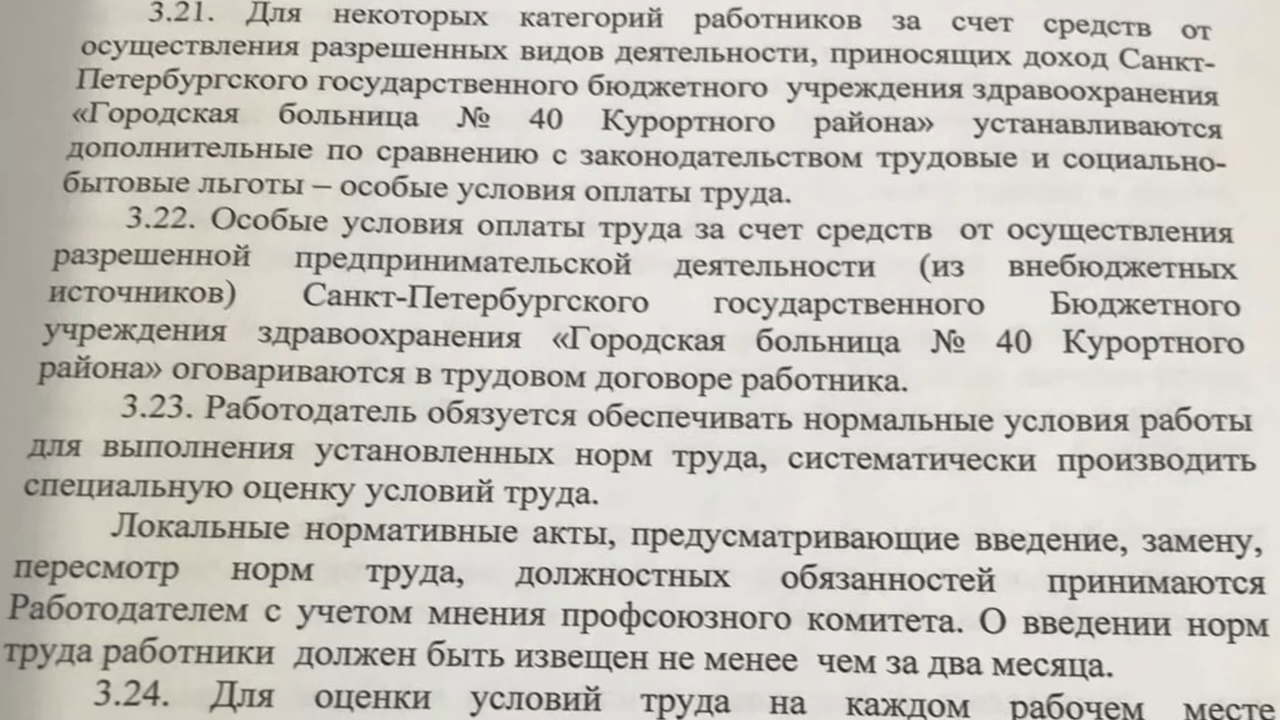 3.21. Для некоторых категорий работников за счет средств от
осуществления разрешенных видов деятельности, приносящих доход Санкт-
Петербургского государственного бюджетного учреждения здравоохранения
«Городская больница № 40 Курортного района» устанавливаются
дополнительные по сравнению с законодательством трудовые и социально-
бытовые льготы – особые условия оплаты труда.
3.22. Особые условия оплаты труда за счет средств от осуществления
разрешенной предпринимательской деятельности (из внебюджетных
источников) Санкт-Петербургского государственного Бюджетного
учреждения здравоохранения «Городская больница № 40 Курортного
района» оговариваются в трудовом договоре работника.
3.23. Работодатель обязуется обеспечивать нормальные условия работы
для выполнения установленных норм труда, систематически производить
специальную оценку условий труда.
Локальные нормативные акты, предусматривающие введение, замену,
пересмотр норм труда, должностных обязанностей принимаются
Работодателем с учетом мнения профсоюзного комитета. О введении норм
труда работники должен быть извещен не менее чем за два месяца.
3.24. Для оценки условий труда на каждом рабочем месте